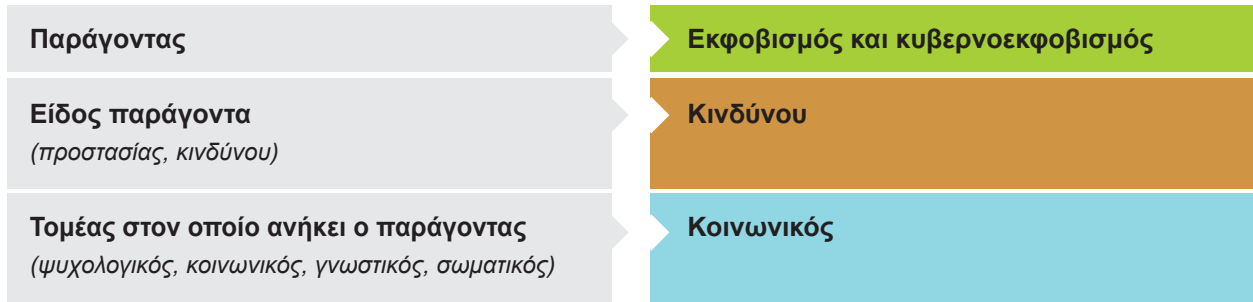 Παράγοντας
Εκφοβισμός και κυβερνοεκφοβισμός
Είδος παράγοντα
(προστασίας, κινδύνου)
Κινδύνου
Τομέας στον οποίο ανήκει ο παράγοντας
(ψυχολογικός, κοινωνικός, γνωστικός, σωματικός)
Κοινωνικός